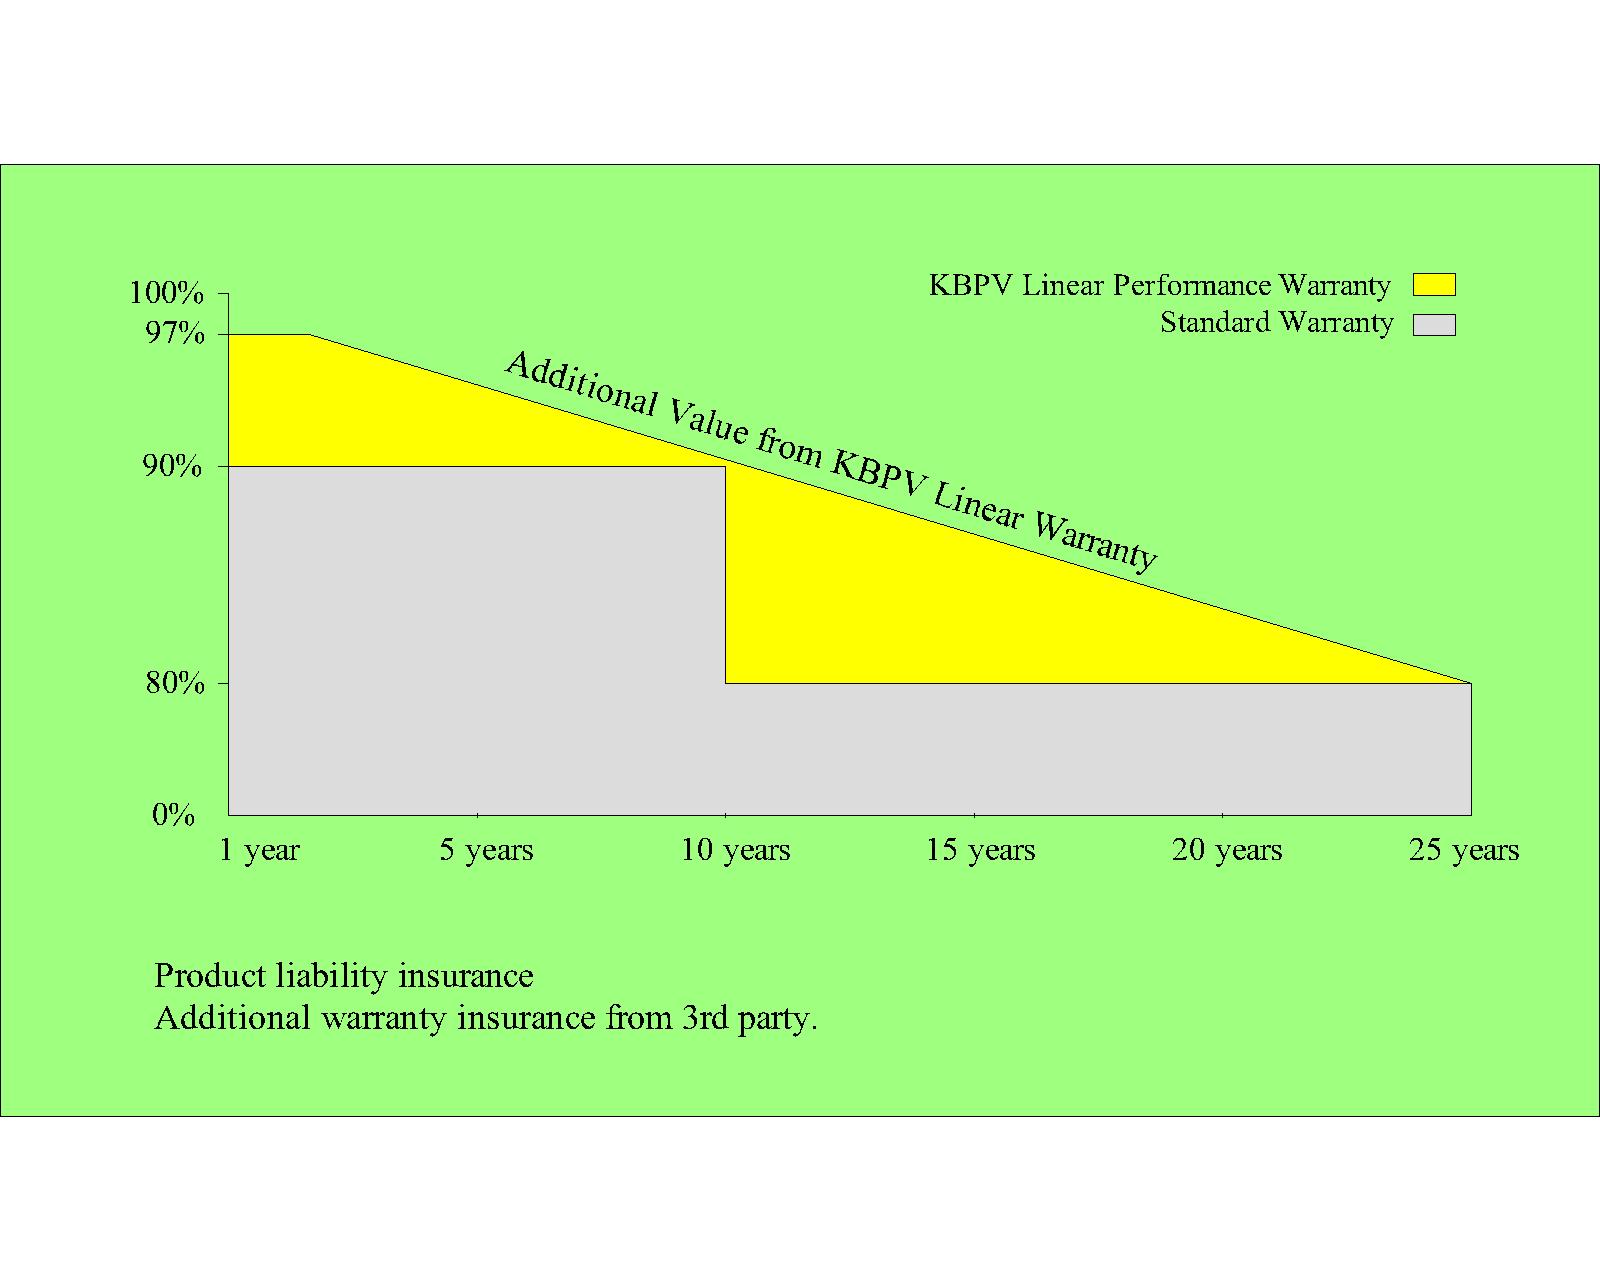 KBPV Linear Performance Warranty
Standard Warranty
100%
97%
90%
80%
0%
Additional Value from KBPV Linear Warranty
1 year 5 years 10 years 15 years 20 years 25 years
Product liability insurance
Additional warranty insurance from 3rd party.